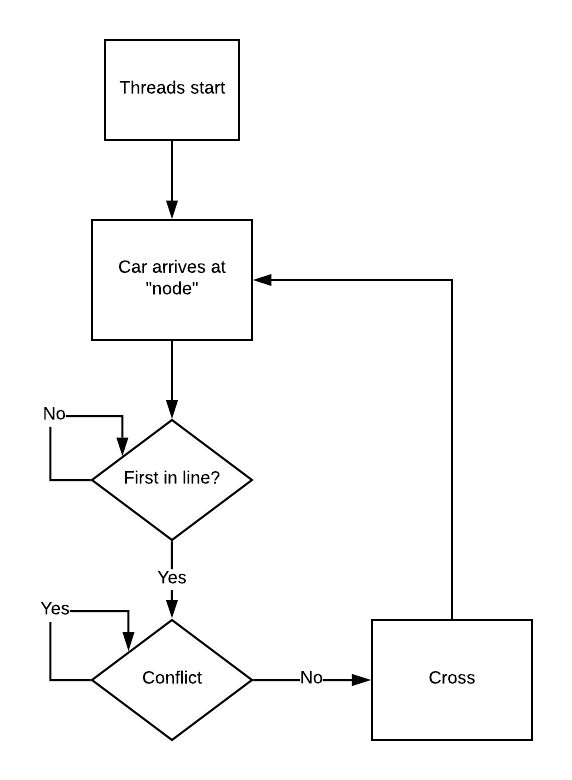 Threads start
Car arrives at
"node"
No
First in line?
Yes
Yes
Conflict
No
Cross